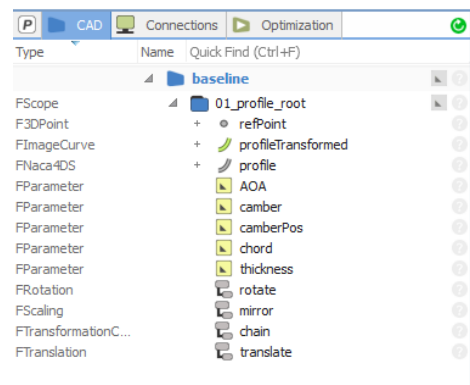 P CAD Connections Optimization
Type Name Quick Find (Ctrl+F)
baseline
FScope 01_profile_root
F3DPoint + refPoint
FImageCurve + profileTransformed
FNaca4DS + profile
FParameter AOA
FParameter camber
FParameter camberPos
FParameter chord
FParameter thickness
FRotation rotate
FScaling mirror
FTransformationC... chain
FTranslation translate